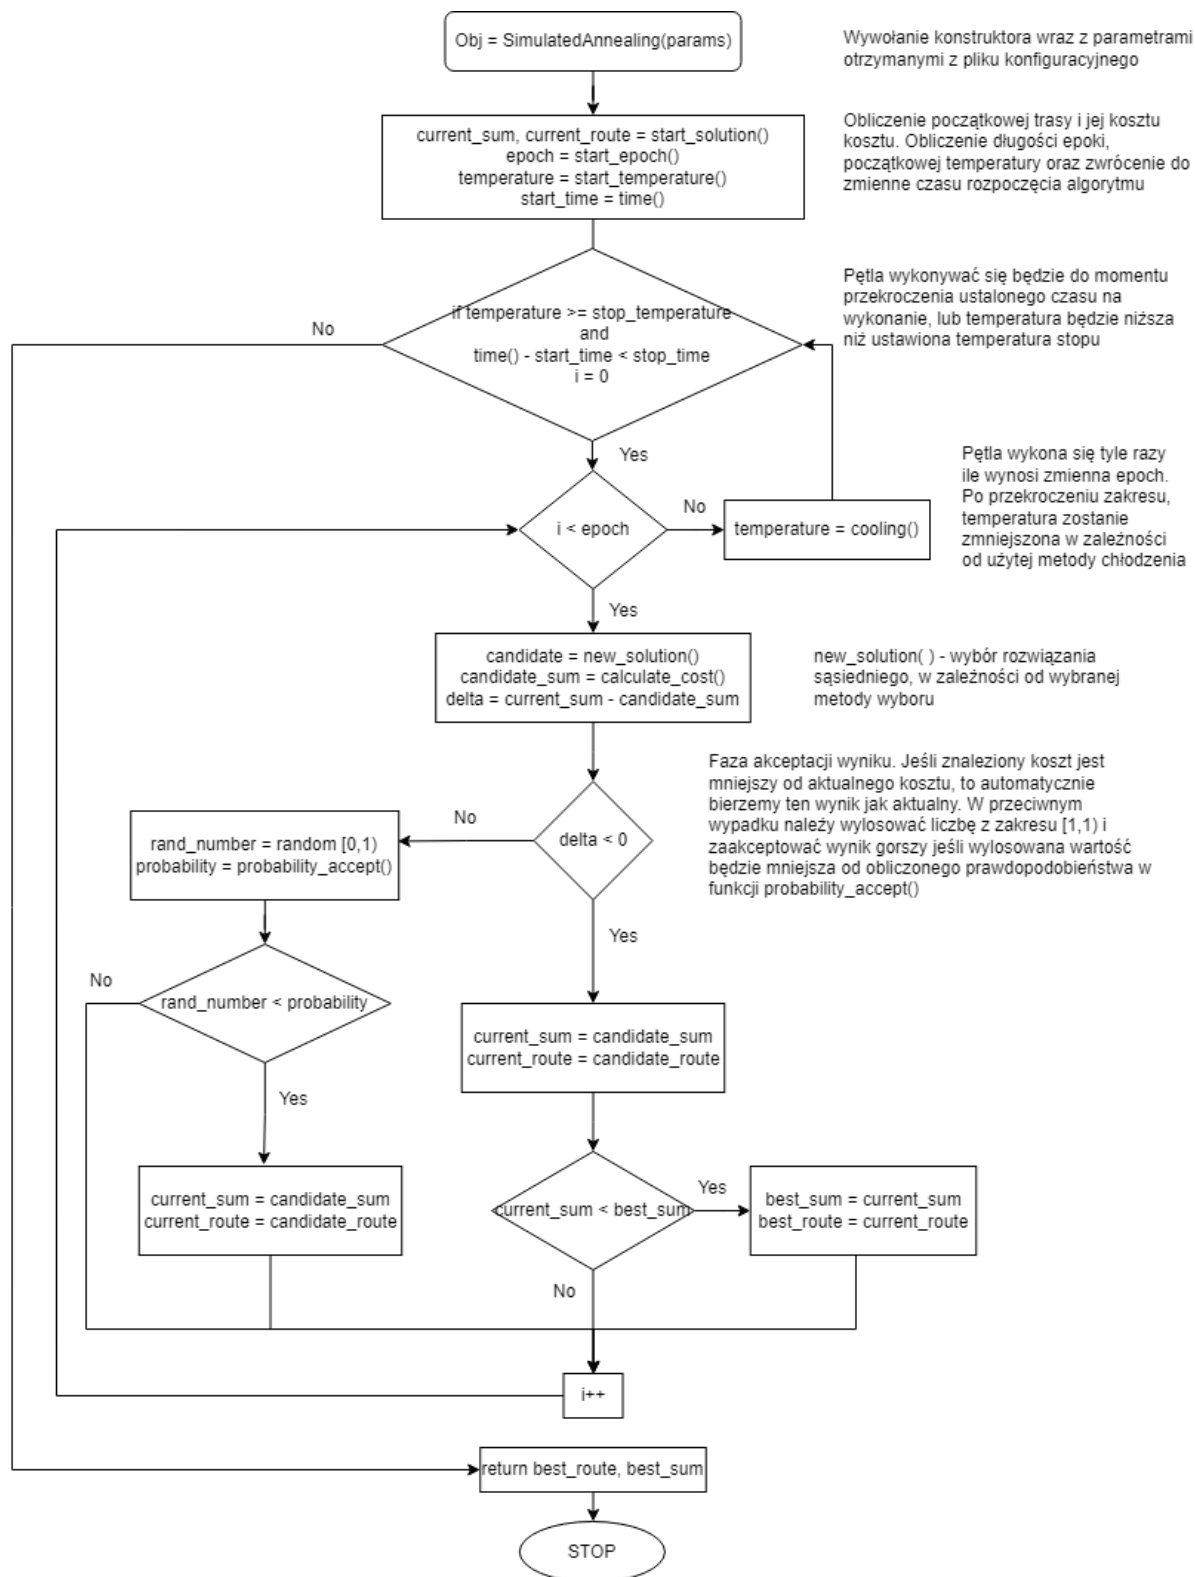 Obj = SimulatedAnnealing(params)
Wywołanie konstruktora wraz z parametrami
otrzymanymi z pliku konfiguracyjnego
current_sum, current_route = start_solution()
epoch = start_epoch()
temperature = start_temperature()
start_time = time()
Obliczenie początkowej trasy i jej kosztu
kosztu. Obliczenie długości epoki,
początkowej temperatury oraz zwrócenie do
zmienne czasu rozpoczęcia algorytmu
if temperature >= stop_temperature
and
time() - start_time < stop_time
i = 0
No
Pętla wykonywać się będzie do momentu
przekroczenia ustalonego czasu na
wykonanie, lub temperatura będzie niższa
niż ustawiona temperatura stopu
Yes
i < epoch
No
temperature = cooling()
Pętla wykona się tyle razy
ile wynosi zmienna epoch.
Po przekroczeniu zakresu,
temperatura zostanie
zmniejszona w zależności
od użytej metody chłodzenia
Yes
candidate = new_solution()
candidate_sum = calculate_cost()
delta = current_sum - candidate_sum
new_solution( ) - wybór rozwiązania
sąsiedniego, w zależności od wybranej
metody wyboru
Faza akceptacji wyniku. Jeśli znaleziony koszt jest
mniejszy od aktualnego kosztu, to automatycznie
bierzemy ten wynik jak aktualny. W przeciwnym
wypadku należy wylosować liczbę z zakresu [1,1) i
zaakceptować wynik gorszy jeśli wylosowana wartość
będzie mniejsza od obliczonego prawdopodobieństwa w
funkcji probability_accept()
delta < 0
No
rand_number = random [0,1)
probability = probability_accept()
Yes
No
rand_number < probability
Yes
current_sum = candidate_sum
current_route = candidate_route
current_sum = candidate_sum
current_route = candidate_route
current_sum < best_sum
Yes
best_sum = current_sum
best_route = current_route
No
i++
return best_route, best_sum
STOP